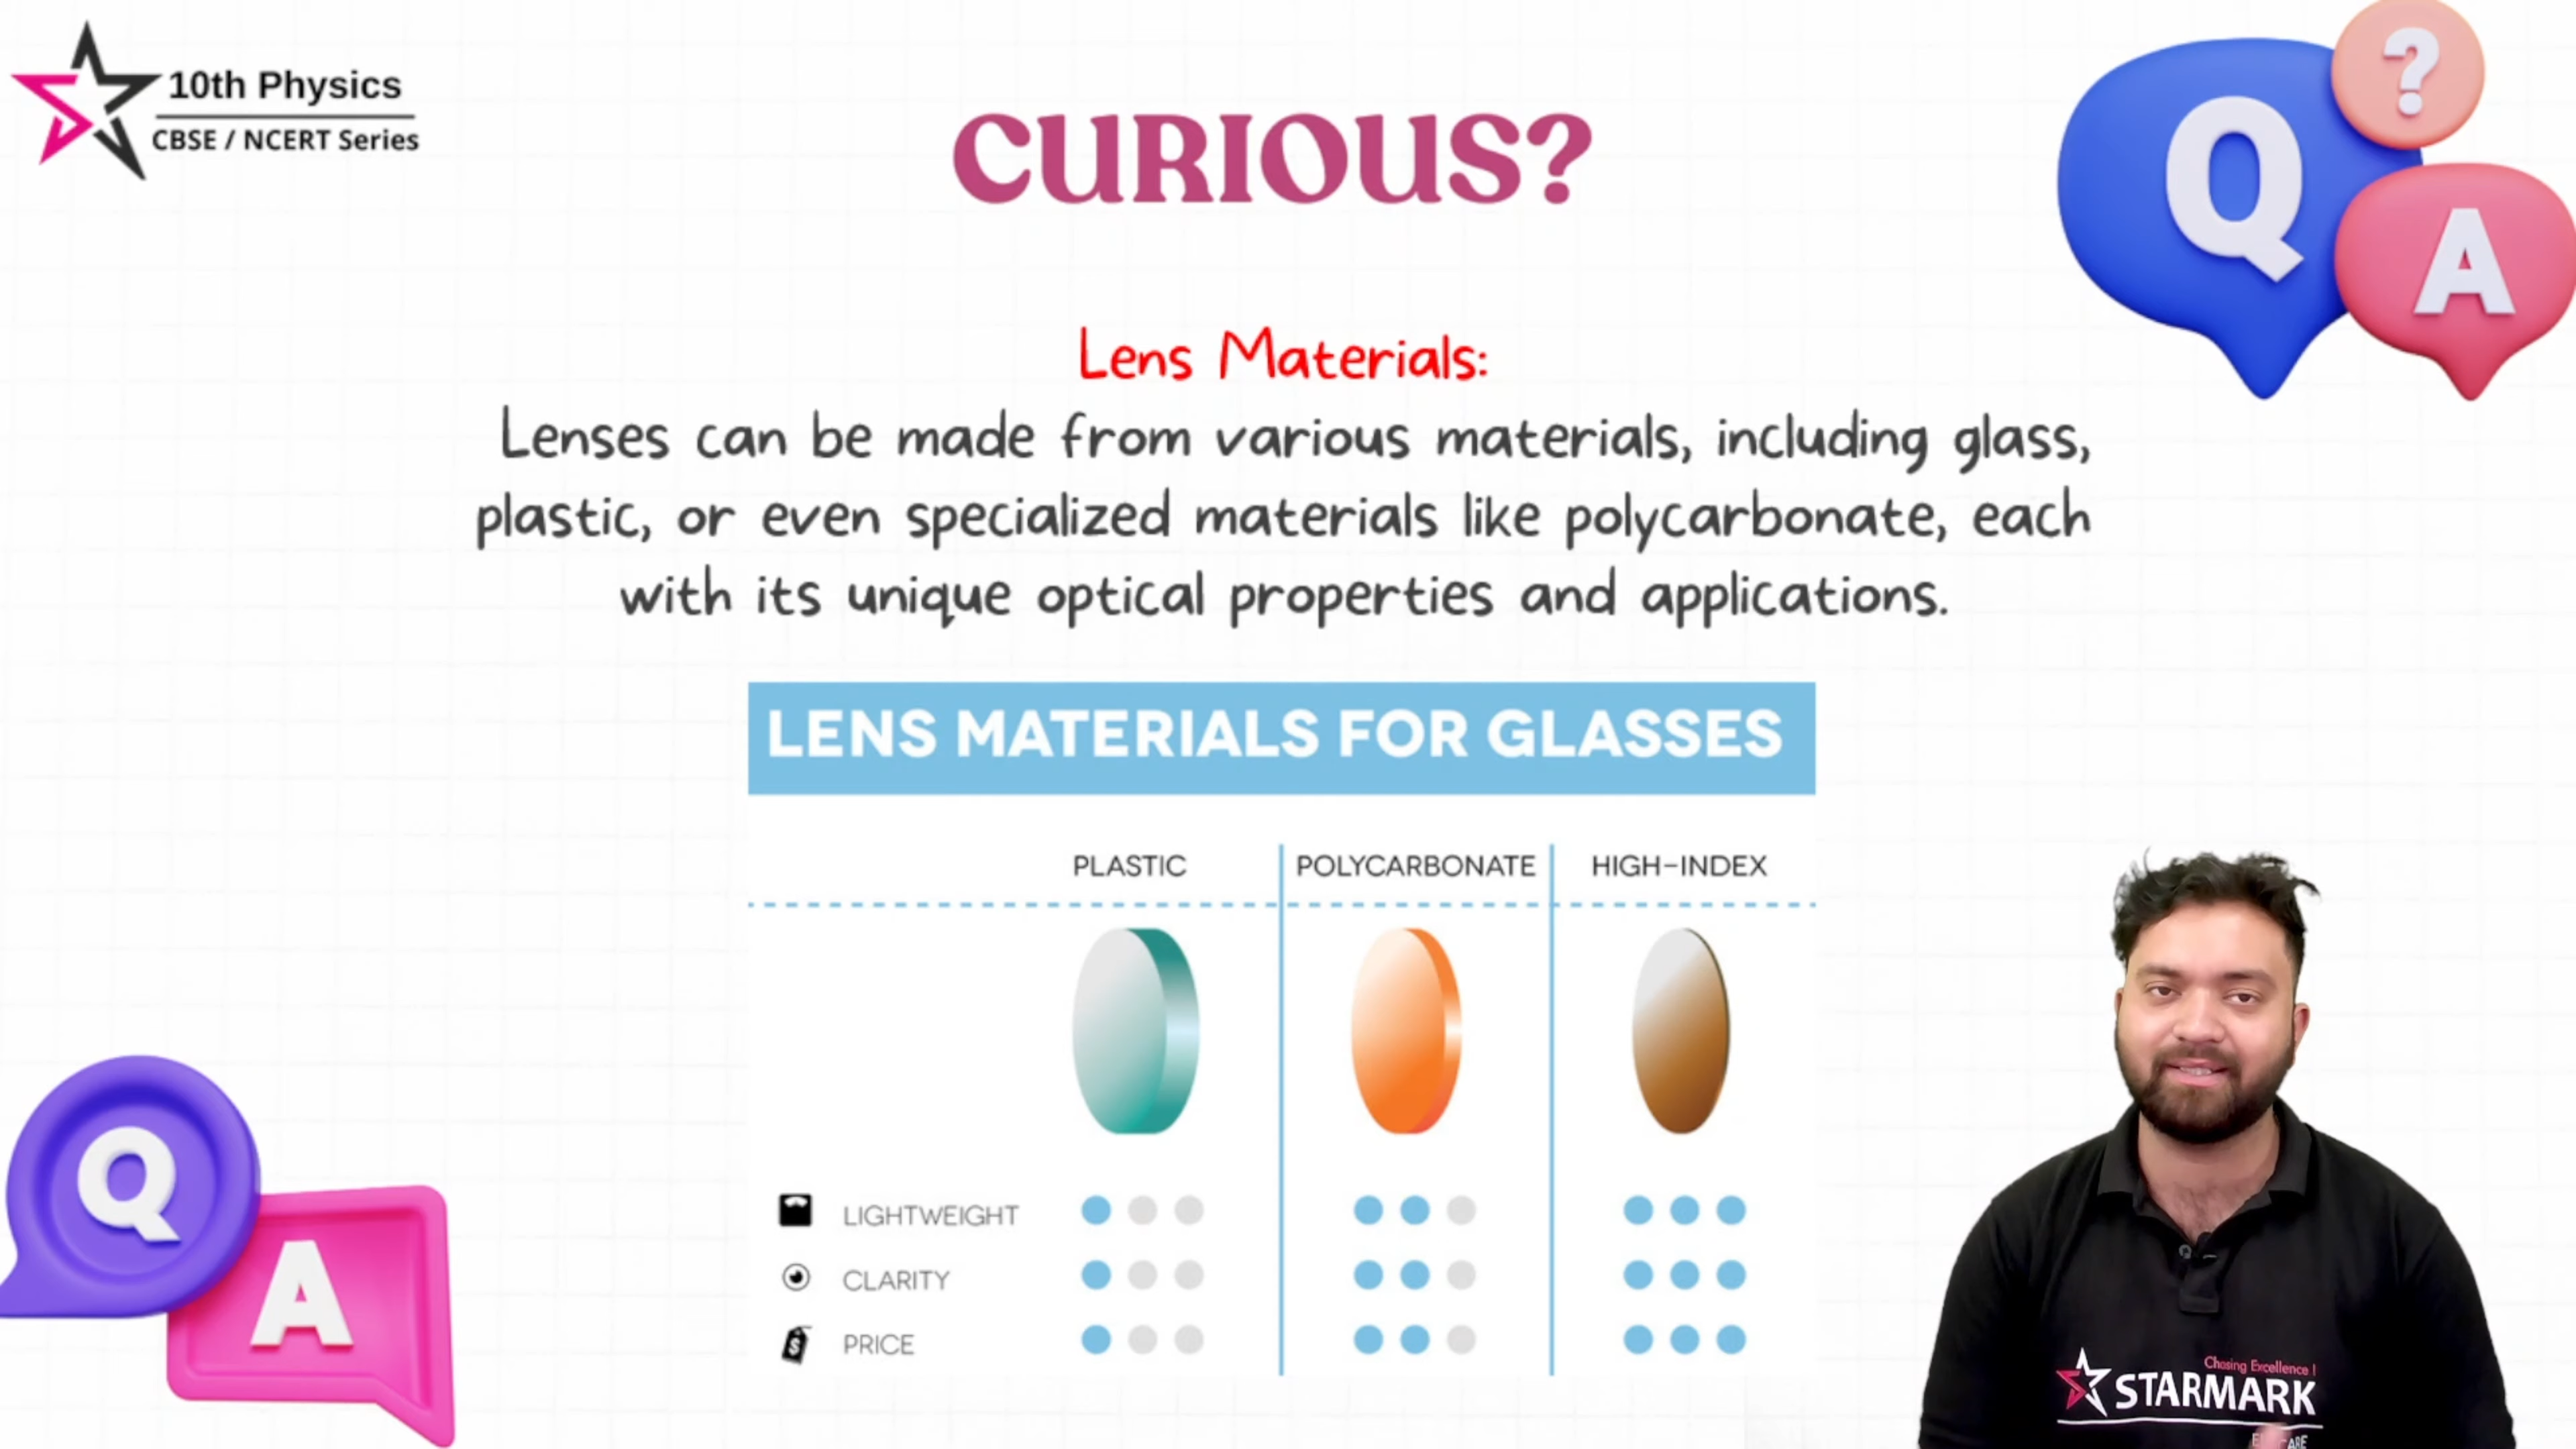 10th Physics
CBSE / NCERT Series
CURIOUS?
Q
?
A
Lens Materials:
Lenses can be made from various materials, including glass,
plastic, or even specialized materials like polycarbonate, each
with its unique optical properties and applications.
LENS MATERIALS FOR GLASSES
PLASTIC POLYCARBONATE HIGH-INDEX
LIGHTWEIGHT
CLARITY
PRICE
Q
A
Chasing Excellence !
STARMARK